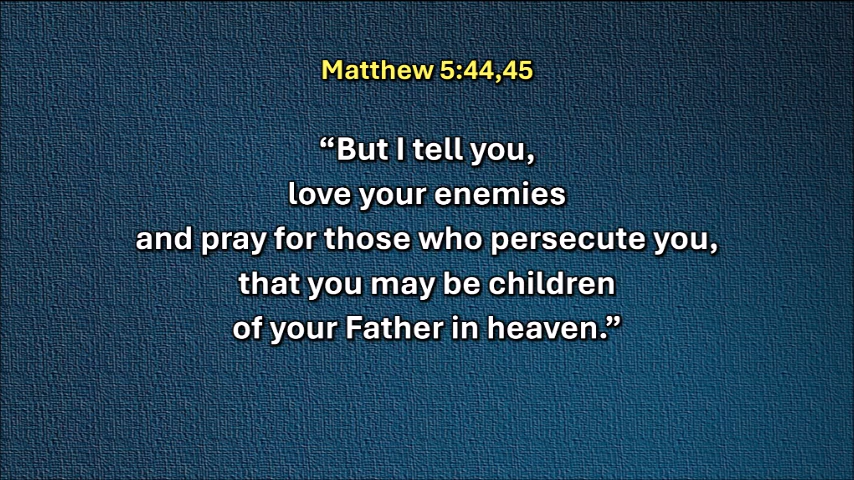 Matthew 5:44,45
“But I tell you,
love your enemies
and pray for those who persecute you,
that you may be children
of your Father in heaven.”